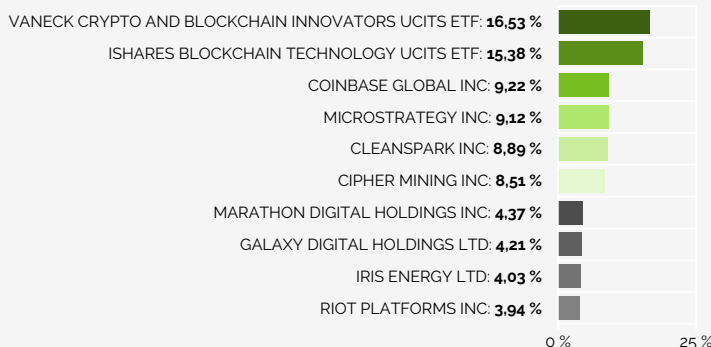 VANECK CRYPTO AND BLOCKCHAIN INNOVATORS UCITS ETF: 16,53 %
ISHARES BLOCKCHAIN TECHNOLOGY UCITS ETF: 15,38 %
COINBASE GLOBAL INC: 9,22 %
MICROSTRATEGY INC: 9,12 %
CLEANSPARK INC: 8,89 %
CIPHER MINING INC: 8,51 %
MARATHON DIGITAL HOLDINGS INC: 4,37 %
GALAXY DIGITAL HOLDINGS LTD: 4,21 %
IRIS ENERGY LTD: 4,03 %
RIOT PLATFORMS INC: 3,94 %
0 % 25 %